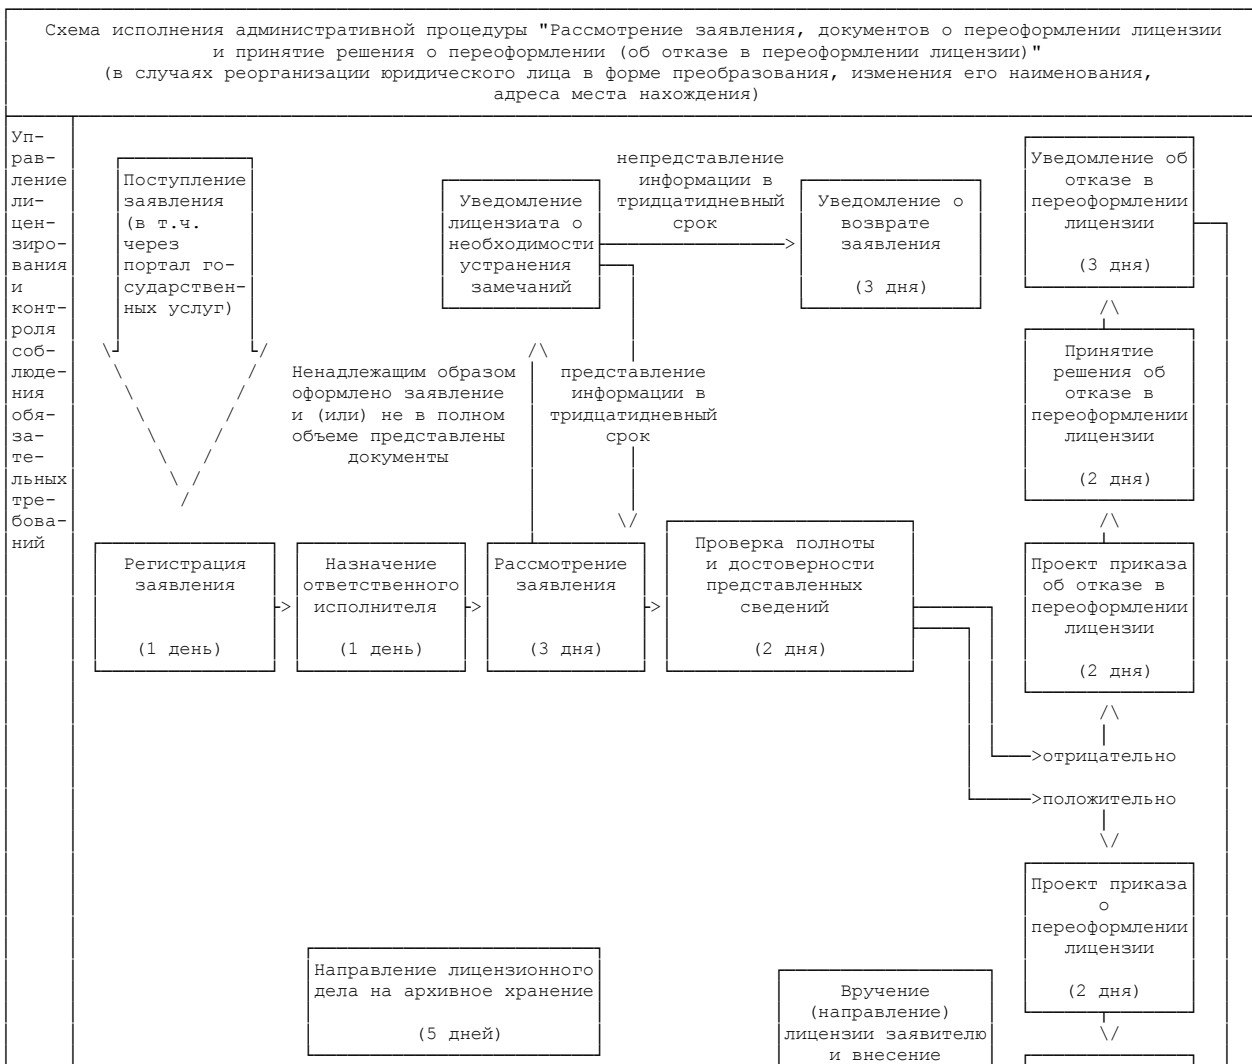 Схема исполнения административной процедуры "Рассмотрение заявления, документов о переоформлении лицензии
и принятие решения о переоформлении (об отказе в переоформлении лицензии)"
(в случаях реорганизации юридического лица в форме преобразования, изменения его наименования,
адреса места нахождения)
Уп-
рав-
ление
ли-
цен-
зиро-
вания
и
конт-
роля
соб-
люде-
ния
обя-
за-
те-
льных
тре-
бова-
ний
Поступление
заявления
(в т.ч.
через
портал го-
сударствен-
ных услуг)
Уведомление
лицензиата о
необходимости
устранения
замечаний
непредставление
информации в
тридцатидневный
срок
Уведомление о
возврате
заявления
(3 дня)
Уведомление об
отказе в
переоформлении
лицензии
(3 дня)
Принятие
решения об
отказе в
переоформлении
лицензии
(2 дня)
Ненадлежащим образом
оформлено заявление
и (или) не в полном
объеме представлены
документы
представление
информации в
тридцатидневный
срок
Регистрация
заявления
(1 день)
Назначение
ответственного
исполнителя
(1 день)
Рассмотрение
заявления
(3 дня)
Проверка полноты
и достоверности
представленных
сведений
(2 дня)
Проект приказа
об отказе в
переоформлении
лицензии
(2 дня)
отрицательно
положительно
Проект приказа
о
переоформлении
лицензии
(2 дня)
Направление лицензионного
дела на архивное хранение
(5 дней)
Вручение
(направление)
лицензии заявителю
и внесение